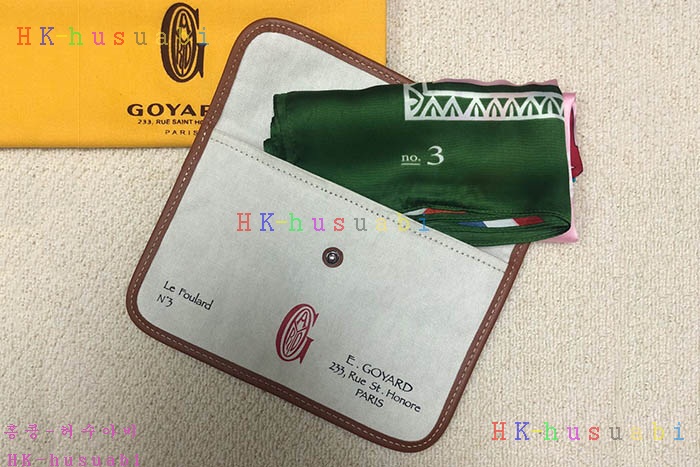 HK-husuabi
GOYARD
233, RUE SAINT HO
PARIS
no. 3
HK-husuabi
Le Foulard
N°3
E. GOYARD
233, Rue St. Honore
PARIS
홍콩-허수아비
HK-husuabi
HK-husuabi